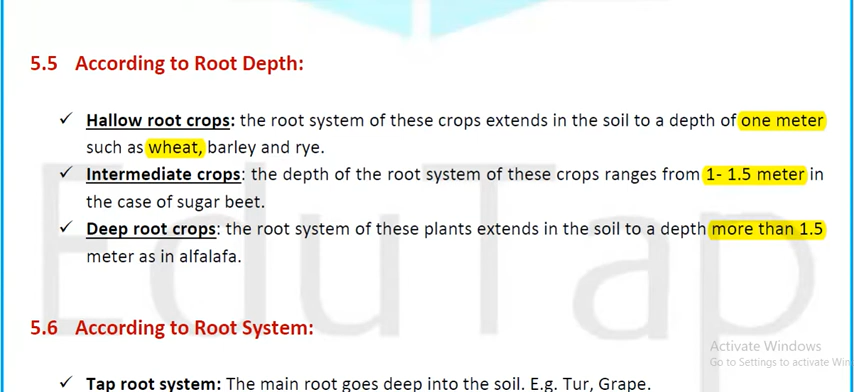 5.5 According to Root Depth:
✓ Hallow root crops: the root system of these crops extends in the soil to a depth of one meter
such as wheat, barley and rye.
✓ Intermediate crops: the depth of the root system of these crops ranges from 1- 1.5 meter in
the case of sugar beet.
✓ Deep root crops: the root system of these plants extends in the soil to a depth more than 1.5
meter as in alfalafa.
EduTap
5.6 According to Root System:
Activate Windows
Go to Settings to activate Win
✓ Tap root system: The main root goes deep into the soil. E.g. Tur, Grape.